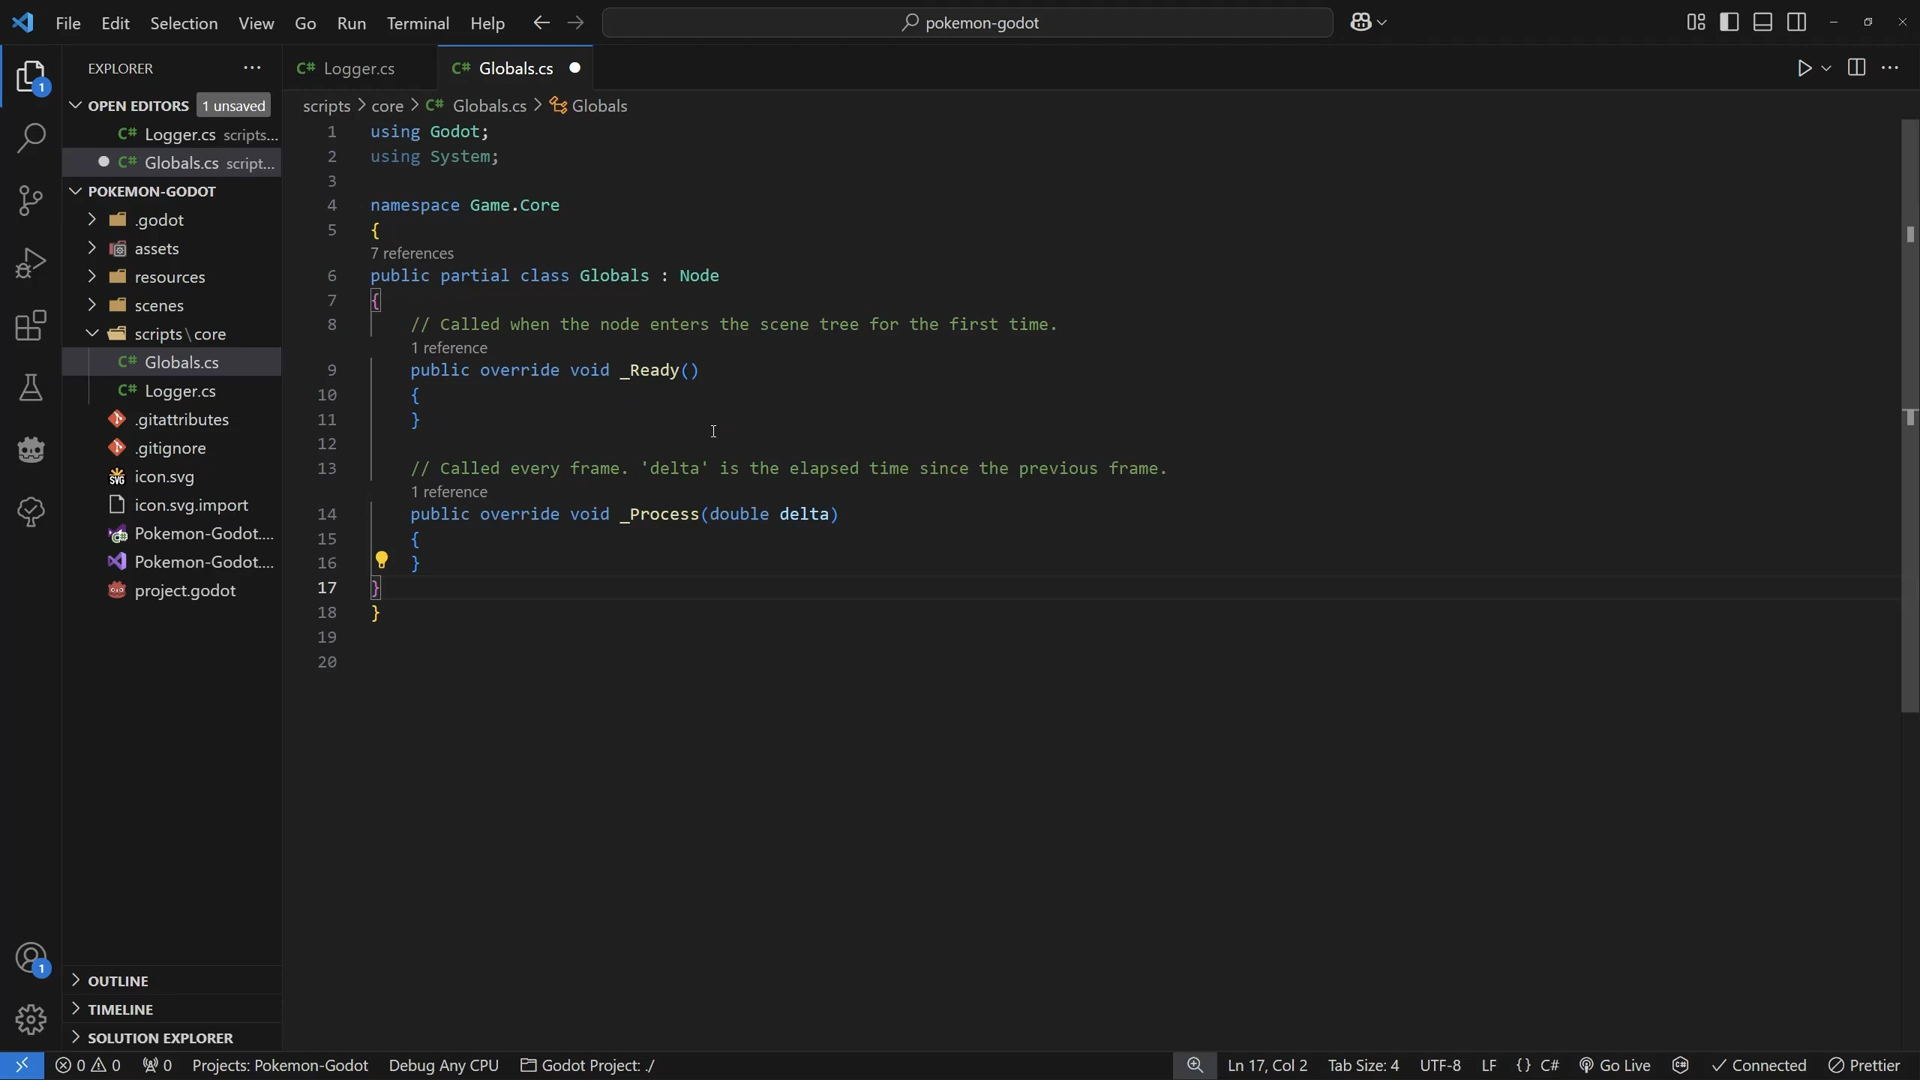 File Edit Selection View Go Run Terminal Help
pokemon-godot
EXPLORER
OPEN EDITORS 1 unsaved
C# Logger.cs scripts...
C# Globals.cs script...
POKEMON-GODOT
.godot
assets
resources
scenes
scripts\core
C# Globals.cs
C# Logger.cs
.gitattributes
.gitignore
icon.svg
icon.svg.import
Pokemon-Godot....
Pokemon-Godot....
project.godot
OUTLINE
TIMELINE
SOLUTION EXPLORER
1
1
C# Logger.cs
C# Globals.cs
scripts > core > C# Globals.cs > Globals
1 using Godot;
2 using System;
3
4 namespace Game.Core
5 {
7 references
6 public partial class Globals : Node
7 {
8 // Called when the node enters the scene tree for the first time.
1 reference
9 public override void _Ready()
10 {
11 }
12
13 // Called every frame. 'delta' is the elapsed time since the previous frame.
1 reference
14 public override void _Process(double delta)
15 {
16 }
17 }
18 }
19
20
0 0 0 Projects: Pokemon-Godot Debug Any CPU Godot Project: ./ Ln 17, Col 2 Tab Size: 4 UTF-8 LF {} C# Go Live Connected Prettier